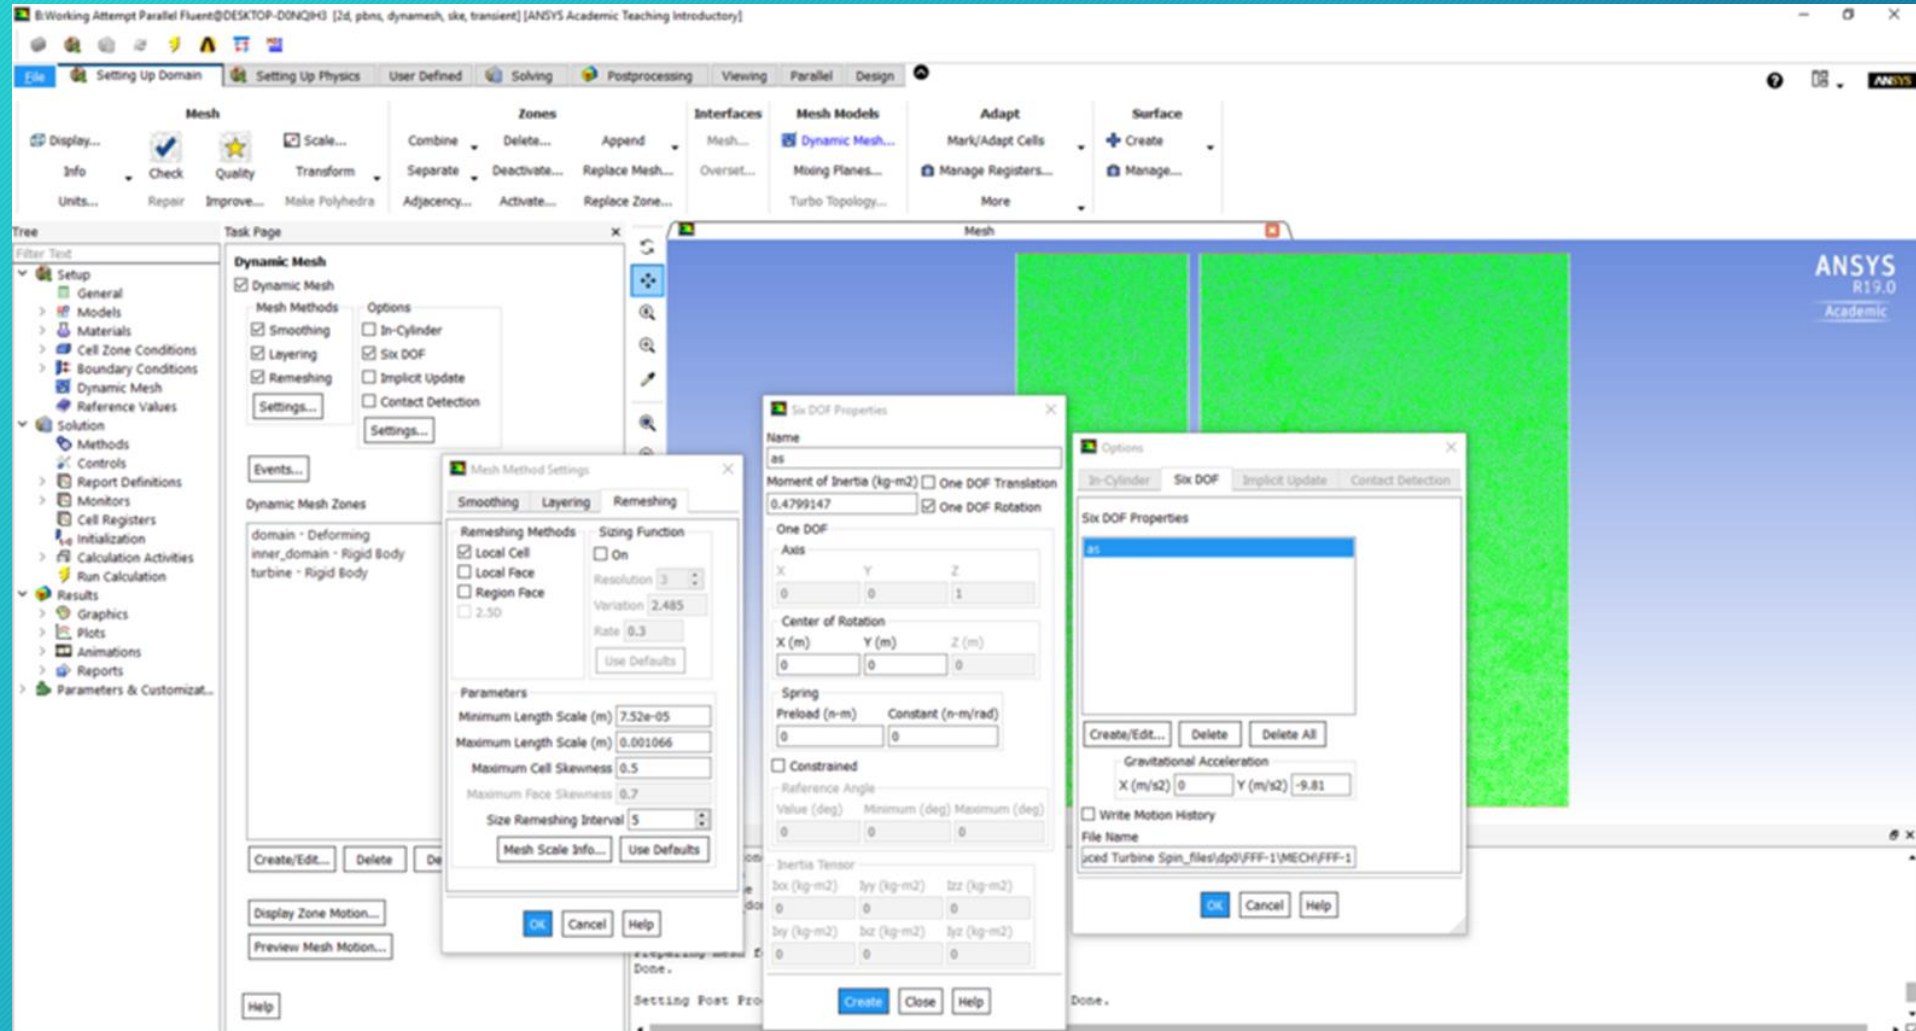 B:Working Attempt Parallel Fluent@DESKTOP-D0NQIH3 [2d, pbns, dynamesh, ske, transient] [ANSYS Academic Teaching Introductory]
File Setting Up Domain Setting Up Physics User Defined Solving Postprocessing Viewing Parallel Design
ANSYS
Mesh Zones Interfaces Mesh Models Adapt Surface
Display... Scale... Combine Delete... Append Mesh... Dynamic Mesh... Mark/Adapt Cells Create
Info Check Quality Transform Separate Deactivate... Replace Mesh... Overset... Mixing Planes... Manage Registers... Manage...
Units... Repair Improve... Make Polyhedra Adjacency... Activate... Replace Zone... Turbo Topology... More
Tree
Filter Text
Setup
General
Models
Materials
Cell Zone Conditions
Boundary Conditions
Dynamic Mesh
Reference Values
Solution
Methods
Controls
Report Definitions
Monitors
Cell Registers
Initialization
Calculation Activities
Run Calculation
Results
Graphics
Plots
Animations
Reports
Parameters & Customizat...
Task Page
Dynamic Mesh
Dynamic Mesh
Mesh Methods Options
Smoothing In-Cylinder
Layering Six DOF
Remeshing Implicit Update
Settings... Contact Detection
Settings...
Events...
Dynamic Mesh Zones
domain - Deforming
inner_domain - Rigid Body
turbine - Rigid Body
Create/Edit... Delete De
Display Zone Motion...
Preview Mesh Motion...
Help
Mesh
ANSYS
R19.0
Academic
Mesh Method Settings
Smoothing Layering Remeshing
Remeshing Methods Sizing Function
Local Cell On
Local Face Resolution 3
Region Face Variation 2.485
2.5D Rate 0.3
Use Defaults
Parameters
Minimum Length Scale (m) 7.52e-05
Maximum Length Scale (m) 0.001066
Maximum Cell Skewness 0.5
Maximum Face Skewness 0.7
Size Remeshing Interval 5
Mesh Scale Info... Use Defaults
OK Cancel Help
Six DOF Properties
Name
as
Moment of Inertia (kg-m2) One DOF Translation
0.4799147 One DOF Rotation
One DOF
Axis
X Y Z
0 0 1
Center of Rotation
X (m) Y (m) Z (m)
0 0 0
Spring
Preload (n-m) Constant (n-m/rad)
0 0
Constrained
Reference Angle
Value (deg) Minimum (deg) Maximum (deg)
0 0 0
Inertia Tensor
Ixx (kg-m2) Iyy (kg-m2) Izz (kg-m2)
0 0 0
Ixy (kg-m2) Ixz (kg-m2) Iyz (kg-m2)
0 0 0
Create Close Help
Options
In-Cylinder Six DOF Implicit Update Contact Detection
Six DOF Properties
as
Create/Edit... Delete Delete All
Gravitational Acceleration
X (m/s2) 0 Y (m/s2) -9.81
Write Motion History
File Name
uced Turbine Spin_files\dp0\FFF-1\MECH\FFF-1
OK Cancel Help
Preparing mesh f
Done.
Setting Post Pro Done.